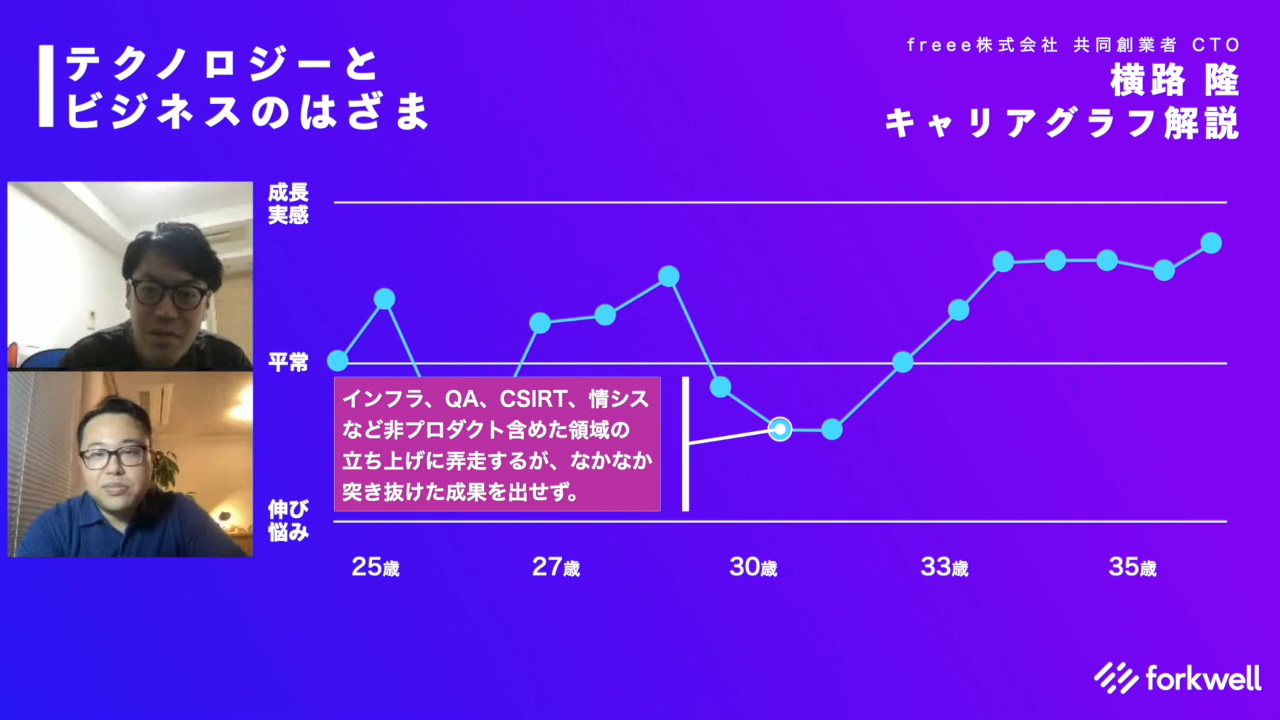 テクノロジーと
ビジネスのはざま
freee株式会社 共同創業者 CTO
横路 隆
キャリアグラフ解説
成長
実感
平常
伸び
悩み
インフラ、QA、CSIRT、情シス
など非プロダクト含めた領域の
立ち上げに奔走するが、なかなか
突き抜けた成果を出せず。
25歳
27歳
30歳
33歳
35歳
forkwell